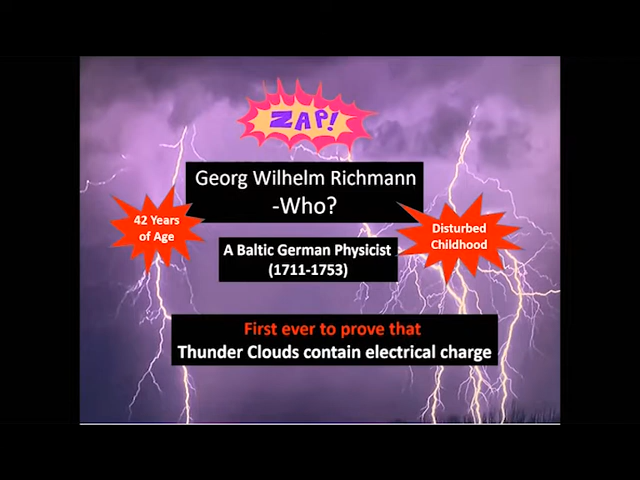 ZAP!
Georg Wilhelm Richmann
-Who?
42 Years
of Age
Disturbed
Childhood
A Baltic German Physicist
(1711-1753)
First ever to prove that
Thunder Clouds contain electrical charge